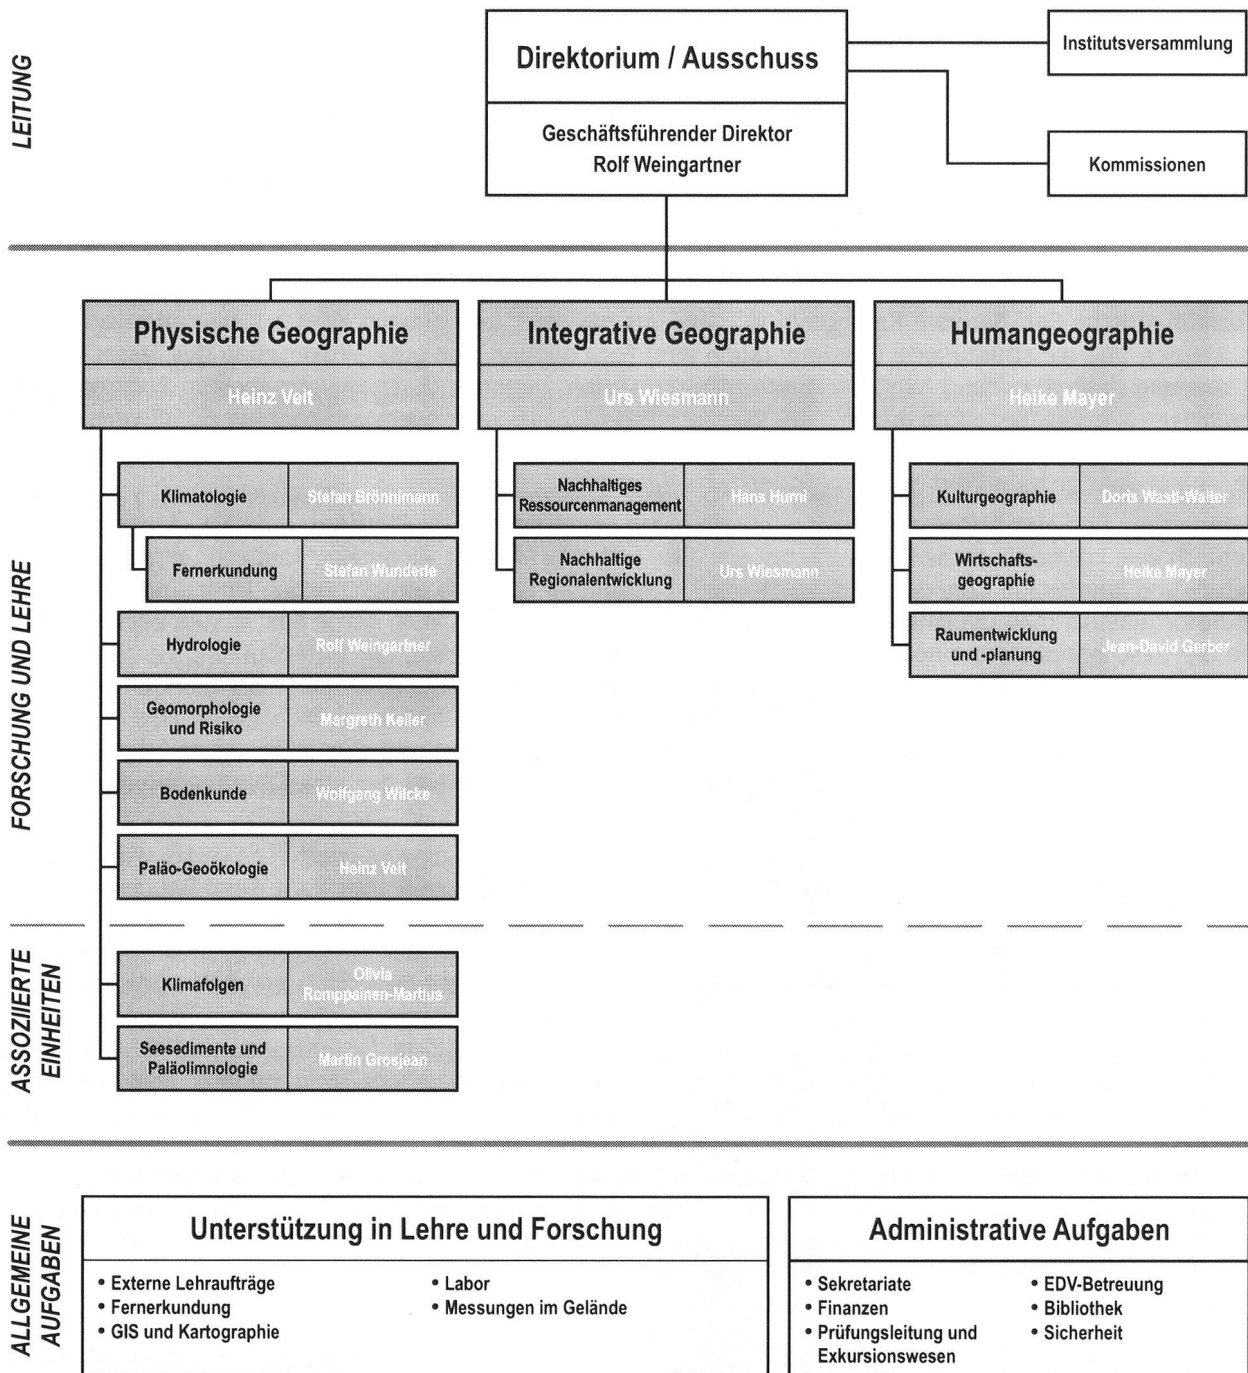 LEITUNG
Direktorium / Ausschuss
Geschäftsführender Direktor
Rolf Weingartner
Institutsversammlung
Kommissionen
FORSCHUNG UND LEHRE
Physische Geographie
Heinz Veit
Klimatologie
Stefan Brönnimann
Fernerkundung
Stefan Wunderle
Hydrologie
Rolf Weingartner
Geomorphologie
und Risiko
Margreth Keiler
Bodenkunde
Wolfgang Wilcke
Paläo-Geoökologie
Heinz Veit
Integrative Geographie
Urs Wiesmann
Nachhaltiges
Ressourcenmanagement
Hans Hurni
Nachhaltige
Regionalentwicklung
Urs Wiesmann
Humangeographie
Heike Mayer
Kulturgeographie
Doris Wastl-Walter
Wirtschafts-
geographie
Heike Mayer
Raumentwicklung
und -planung
Jean-David Gerber
ASSOZIIERTE
EINHEITEN
Klimafolgen
Olivia
Romppainen-Martius
Seesedimente und
Paläolimnologie
Martin Grosjean
ALLGEMEINE
AUFGABEN
Unterstützung in Lehre und Forschung
• Externe Lehraufträge
• Fernerkundung
• GIS und Kartographie
• Labor
• Messungen im Gelände
Administrative Aufgaben
• Sekretariate
• Finanzen
• Prüfungsleitung und
Exkursionswesen
• EDV-Betreuung
• Bibliothek
• Sicherheit